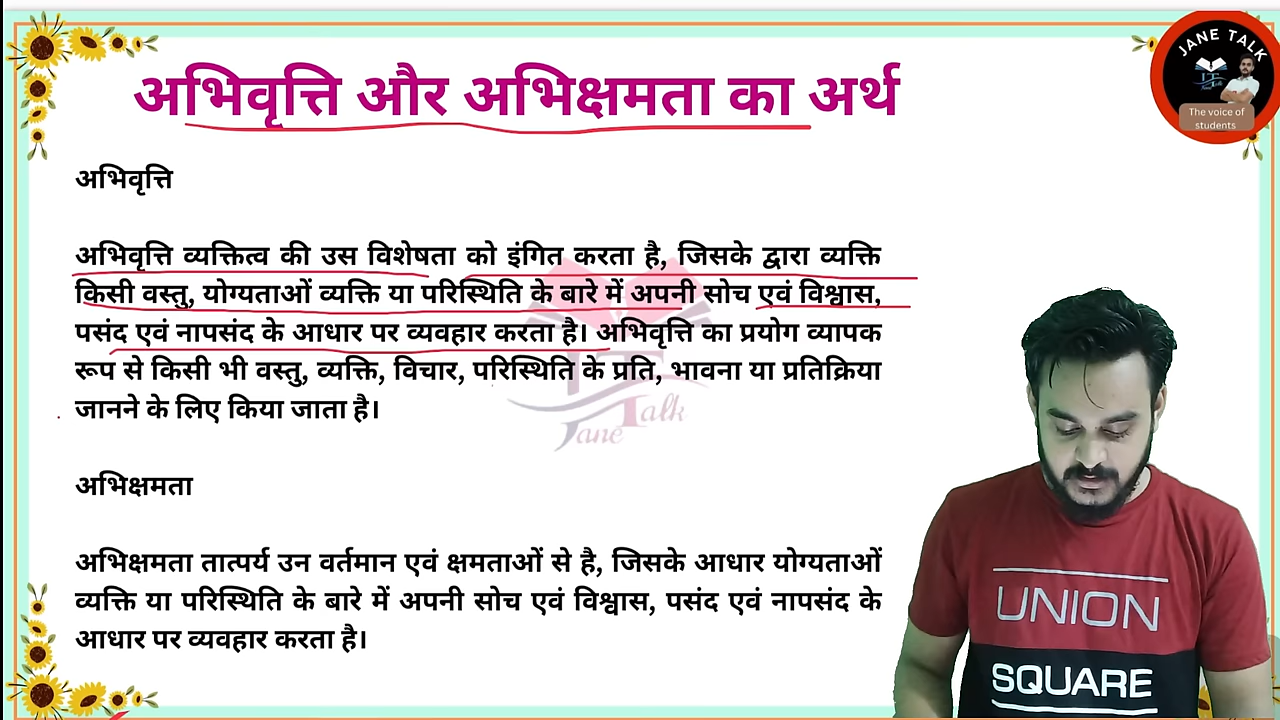 अभिवृत्ति और अभिक्षमता का अर्थ
JANE TALK
The voice of
students
अभिवृत्ति
अभिवृत्ति व्यक्तित्व की उस विशेषता को इंगित करता है, जिसके द्वारा व्यक्ति
किसी वस्तु, योग्यताओं व्यक्ति या परिस्थिति के बारे में अपनी सोच एवं विश्वास,
पसंद एवं नापसंद के आधार पर व्यवहार करता है। अभिवृत्ति का प्रयोग व्यापक
रूप से किसी भी वस्तु, व्यक्ति, विचार, परिस्थिति के प्रति, भावना या प्रतिक्रिया
जानने के लिए किया जाता है।
Jane Talk
अभिक्षमता
अभिक्षमता तात्पर्य उन वर्तमान एवं क्षमताओं से है, जिसके आधार योग्यताओं
व्यक्ति या परिस्थिति के बारे में अपनी सोच एवं विश्वास, पसंद एवं नापसंद के
आधार पर व्यवहार करता है।
UNION
SQUARE